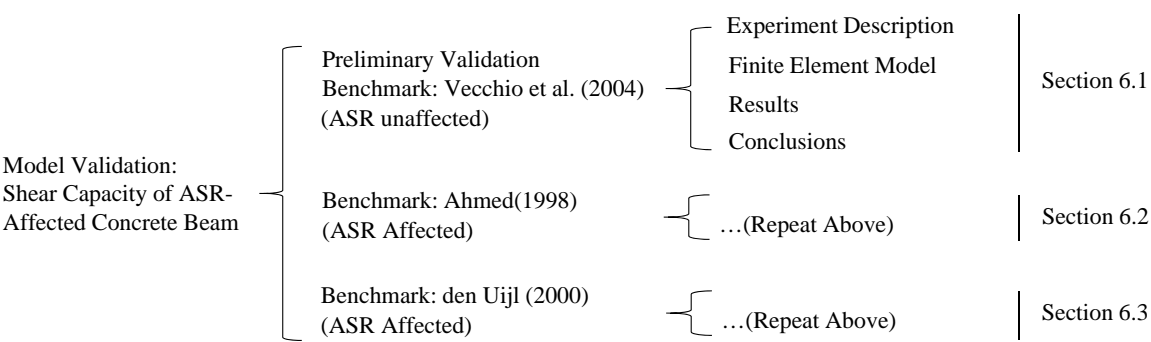 Model Validation:
Shear Capacity of ASR-
Affected Concrete Beam
Preliminary Validation
Benchmark: Vecchio et al. (2004)
(ASR unaffected)
Experiment Description
Finite Element Model
Results
Conclusions
Section 6.1
Benchmark: Ahmed(1998)
(ASR Affected)
…(Repeat Above)
Section 6.2
Benchmark: den Uijl (2000)
(ASR Affected)
…(Repeat Above)
Section 6.3